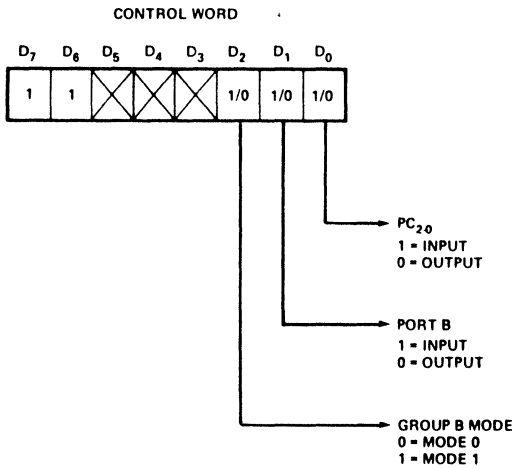 CONTROL WORD
D7 D6 D5 D4 D3 D2 D1 D0
1 1 1/0 1/0 1/0
PC2-0
1 = INPUT
0 = OUTPUT
PORT B
1 = INPUT
0 = OUTPUT
GROUP B MODE
0 = MODE 0
1 = MODE 1